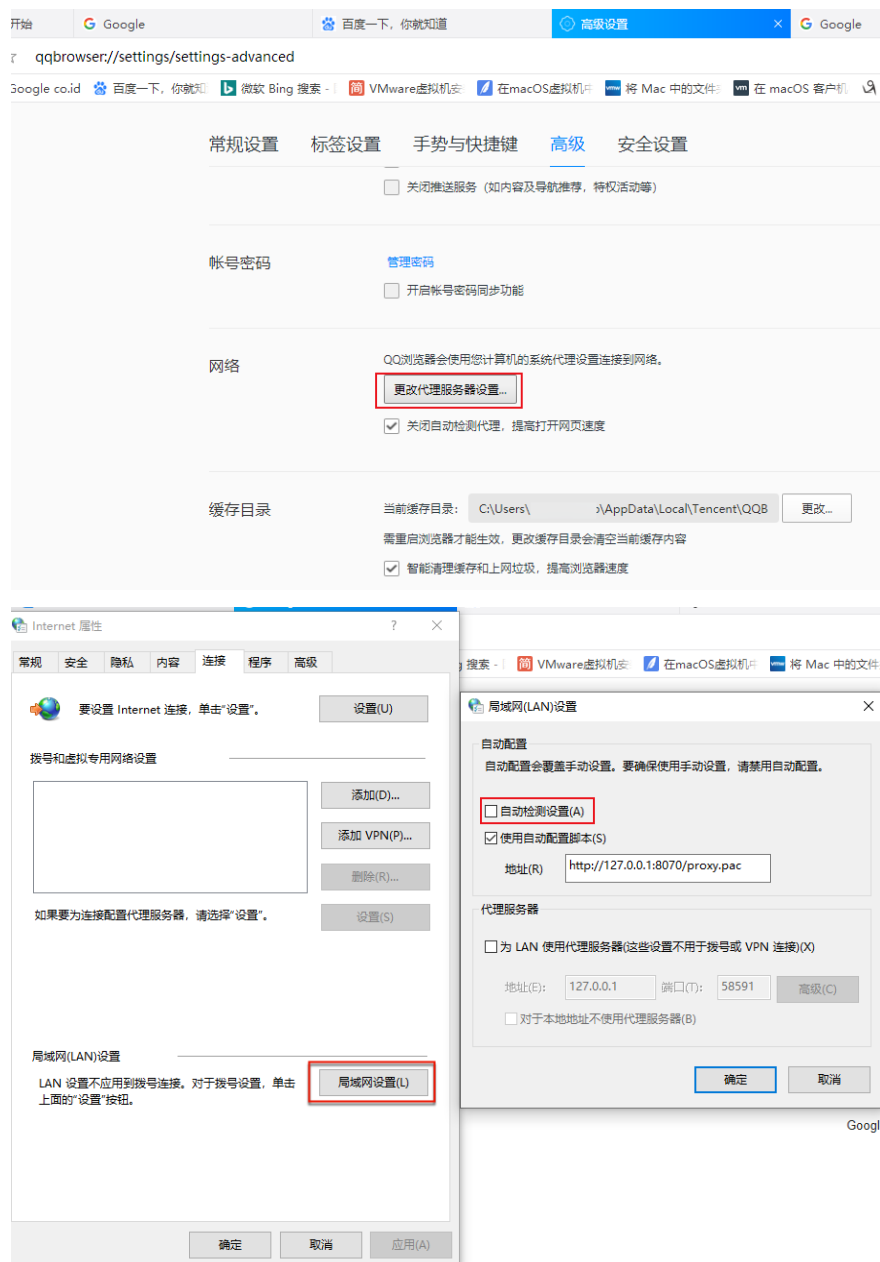 开始 Google 百度一下，你就知道 高级设置 Google
qqbrowser://settings/settings-advanced
Google co.id 百度一下，你就知 微软 Bing 搜索 - VMware虚拟机安 在macOS虚拟机中 将 Mac 中的文件 在 macOS 客户机
常规设置 标签设置 手势与快捷键 高级 安全设置
关闭推送服务（如内容及导航推荐，特权活动等）
帐号密码 管理密码
开启帐号密码同步功能
网络 QQ浏览器会使用您计算机的系统代理设置连接到网络。
更改代理服务器设置...
关闭自动检测代理，提高打开网页速度
缓存目录 当前缓存目录： C:\Users\ \AppData\Local\Tencent\QQB 更改...
需重启浏览器才能生效，更改缓存目录会清空当前缓存内容
智能清理缓存和上网垃圾，提高浏览器速度
Internet 属性 ?
常规 安全 隐私 内容 连接 程序 高级
要设置 Internet 连接，单击“设置”。 设置(U)
拨号和虚拟专用网络设置
添加(D)...
添加 VPN(P)...
删除(R)...
如果要为连接配置代理服务器，请选择“设置”。 设置(S)
局域网(LAN)设置
LAN 设置不应用到拨号连接。对于拨号设置，单击
上面的“设置”按钮。
局域网设置(L)
确定 取消 应用(A)
搜索 - 简 VMware虚拟机安 在macOS虚拟机中 vmw 将 Mac 中的文件
局域网(LAN)设置
自动配置
自动配置会覆盖手动设置。要确保使用手动设置，请禁用自动配置。
自动检测设置(A)
使用自动配置脚本(S)
地址(R) http://127.0.0.1:8070/proxy.pac
代理服务器
为 LAN 使用代理服务器(这些设置不用于拨号或 VPN 连接)(X)
地址(E): 127.0.0.1 端口(T): 58591 高级(C)
对于本地地址不使用代理服务器(B)
确定 取消
Googl